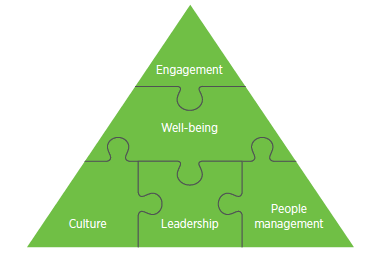 Engagement
Well-being
Culture
Leadership
People
management